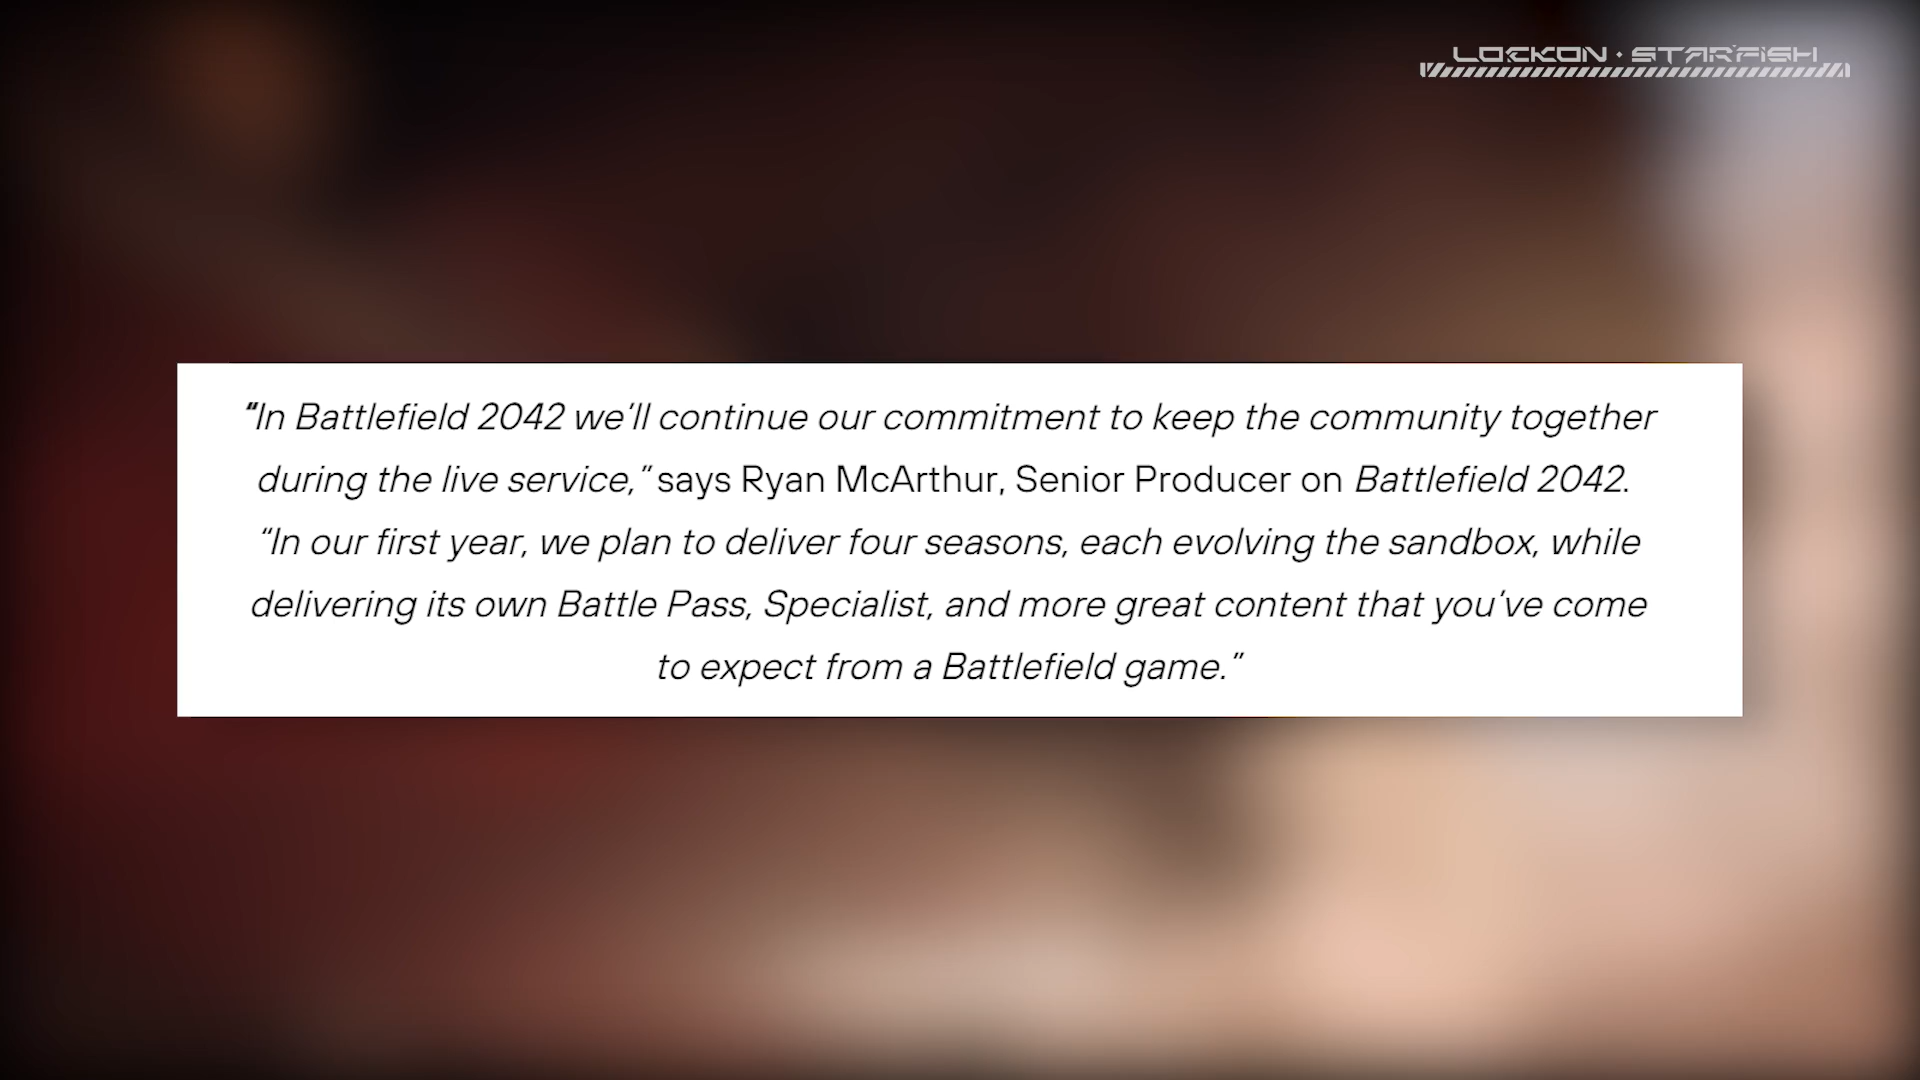 LOCKON · STARFISH
“In Battlefield 2042 we’ll continue our commitment to keep the community together
during the live service,” says Ryan McArthur, Senior Producer on Battlefield 2042.
“In our first year, we plan to deliver four seasons, each evolving the sandbox, while
delivering its own Battle Pass, Specialist, and more great content that you’ve come
to expect from a Battlefield game.”